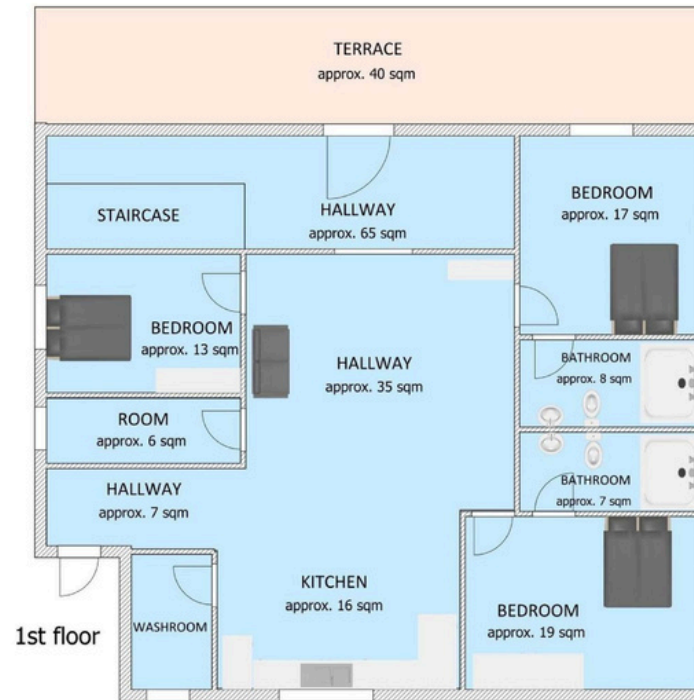 TERRACE
approx. 40 sqm
STAIRCASE
HALLWAY
approx. 65 sqm
BEDROOM
approx. 17 sqm
BEDROOM
approx. 13 sqm
HALLWAY
approx. 35 sqm
BATHROOM
approx. 8 sqm
ROOM
approx. 6 sqm
HALLWAY
approx. 7 sqm
BATHROOM
approx. 7 sqm
KITCHEN
approx. 16 sqm
BEDROOM
approx. 19 sqm
WASHROOM
1st floor